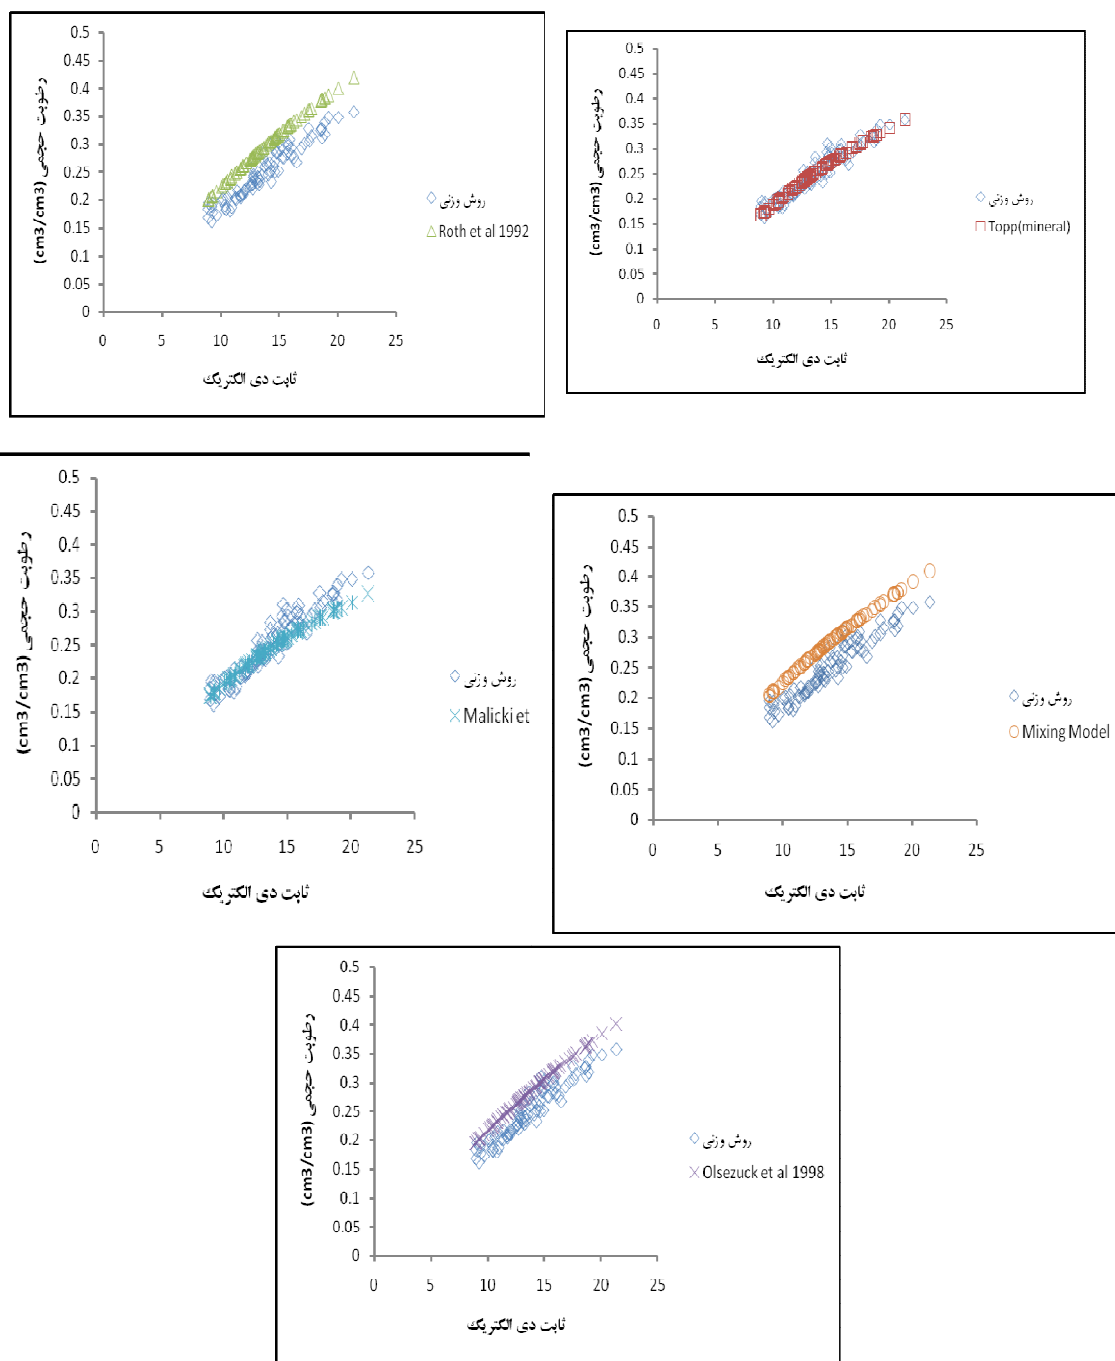 0.5
0.45
0.4
0.35
0.3
0.25
0.2
0.15
0.1
0.05
0
رطوبت حجمی (cm3/cm3)
0 5 10 15 20 25
ثابت دی الکتریک
روش وزنی
Roth et al 1992
0.5
0.45
0.4
0.35
0.3
0.25
0.2
0.15
0.1
0.05
0
رطوبت حجمی (cm3/cm3)
0 5 10 15 20 25
ثابت دی الکتریک
روش وزنی
Topp(mineral)
0.5
0.45
0.4
0.35
0.3
0.25
0.2
0.15
0.1
0.05
0
رطوبت حجمی (cm3/cm3)
0 5 10 15 20 25
ثابت دی الکتریک
روش وزنی
Malicki et
0.5
0.45
0.4
0.35
0.3
0.25
0.2
0.15
0.1
0.05
0
رطوبت حجمی (cm3/cm3)
0 5 10 15 20 25
ثابت دی الکتریک
روش وزنی
Mixing Model
0.5
0.45
0.4
0.35
0.3
0.25
0.2
0.15
0.1
0.05
0
رطوبت حجمی (cm3/cm3)
0 5 10 15 20 25
ثابت دی الکتریک
روش وزنی
Olsezuck et al 1998